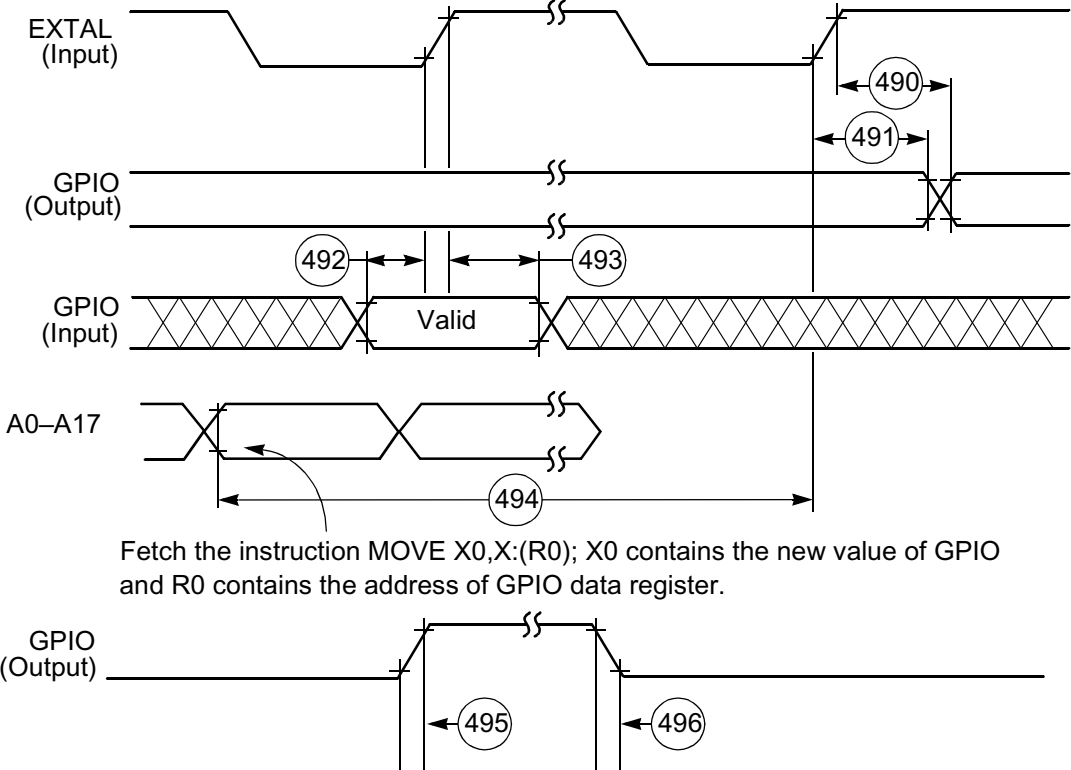 EXTAL
(Input)
490
491
GPIO
(Output)
492
493
GPIO
(Input)
Valid
A0–A17
494
Fetch the instruction MOVE X0,X:(R0); X0 contains the new value of GPIO
and R0 contains the address of GPIO data register.
GPIO
(Output)
495
496